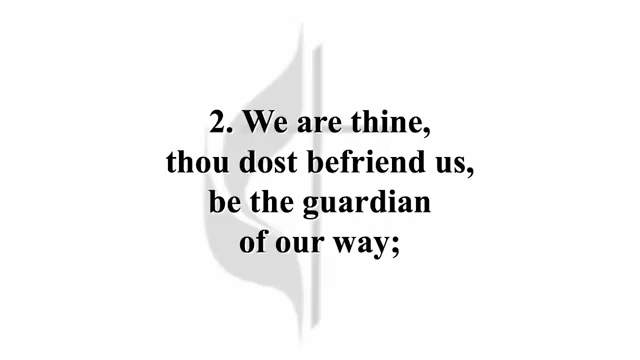 2. We are thine,
thou dost befriend us,
be the guardian
of our way;